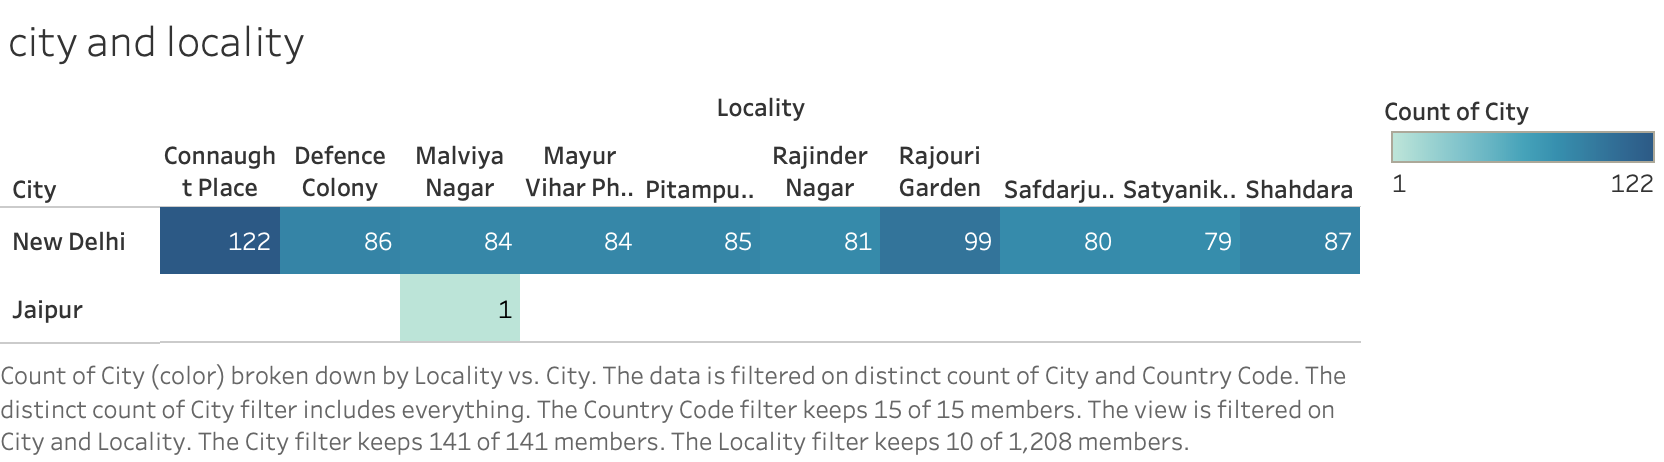 city and locality
Locality
Count of City
1 122
City
Connaugh
t Place
Defence
Colony
Malviya
Nagar
Mayur
Vihar Ph..
Pitampu..
Rajinder
Nagar
Rajouri
Garden
Safdarju..
Satyanik..
Shahdara
New Delhi 122 86 84 84 85 81 99 80 79 87
Jaipur 1
Count of City (color) broken down by Locality vs. City. The data is filtered on distinct count of City and Country Code. The
distinct count of City filter includes everything. The Country Code filter keeps 15 of 15 members. The view is filtered on
City and Locality. The City filter keeps 141 of 141 members. The Locality filter keeps 10 of 1,208 members.